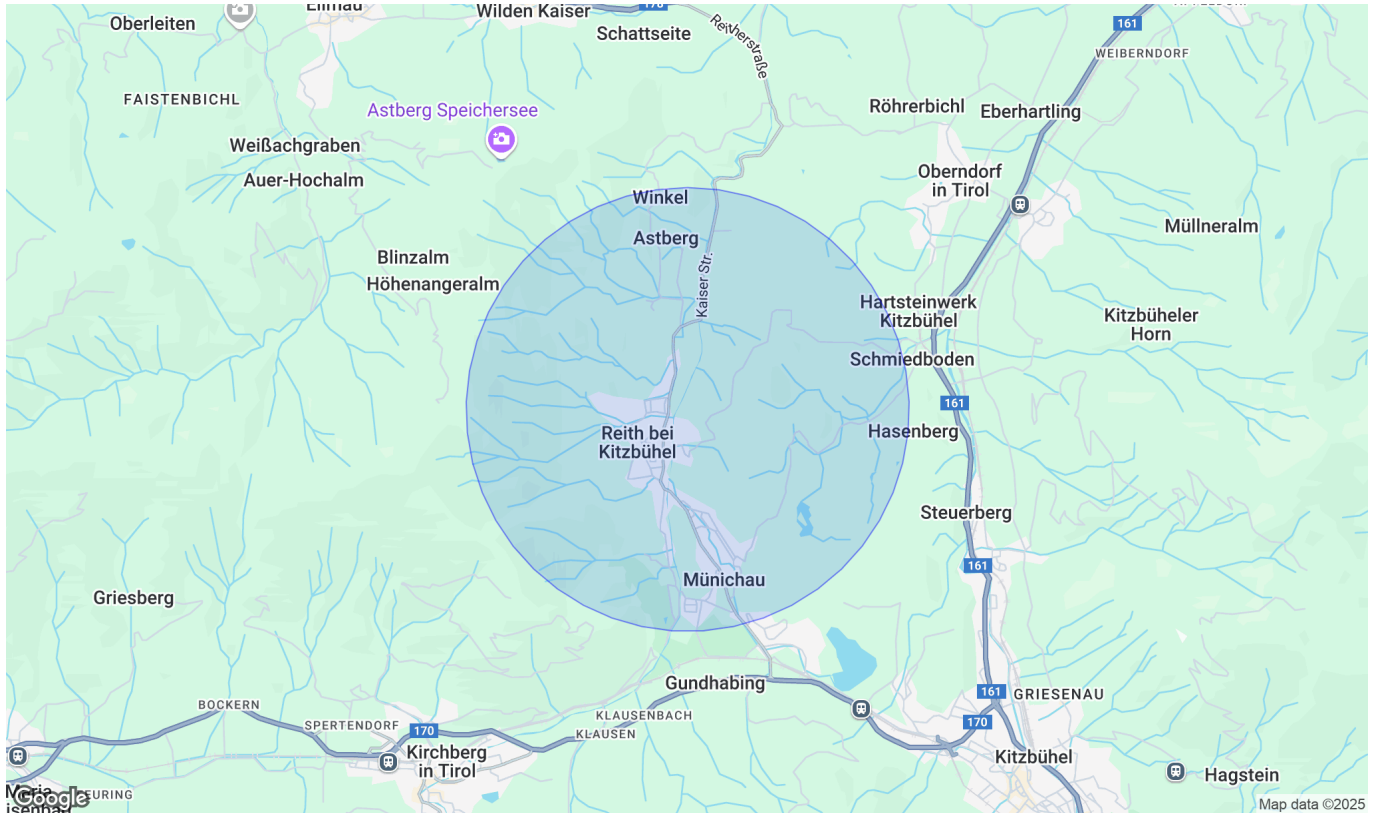 Ellmau
Oberleiten
Wilden Kaiser
170
Schattseite
Reitherstraße
161
WEIBERNDORF
FAISTENBICHL
Astberg Speichersee
Röhrerbichl
Eberhartling
Weißachgraben
Auer-Hochalm
Oberndorf
in Tirol
Winkel
Astberg
Müllneralm
Blinzalm
Höhenangeralm
Kaiser Str.
Hartsteinwerk
Kitzbühel
Kitzbüheler
Horn
Schmiedboden
161
Reith bei
Kitzbühel
Hasenberg
Steuerberg
161
Münichau
Griesberg
Gundhabing
161
GRIESENAU
BOCKERN
SPERTENDORF
KLAUSENBACH
KLAUSEN
170
170
Kirchberg
in Tirol
Kitzbühel
Hagstein
Google
Map data ©2025